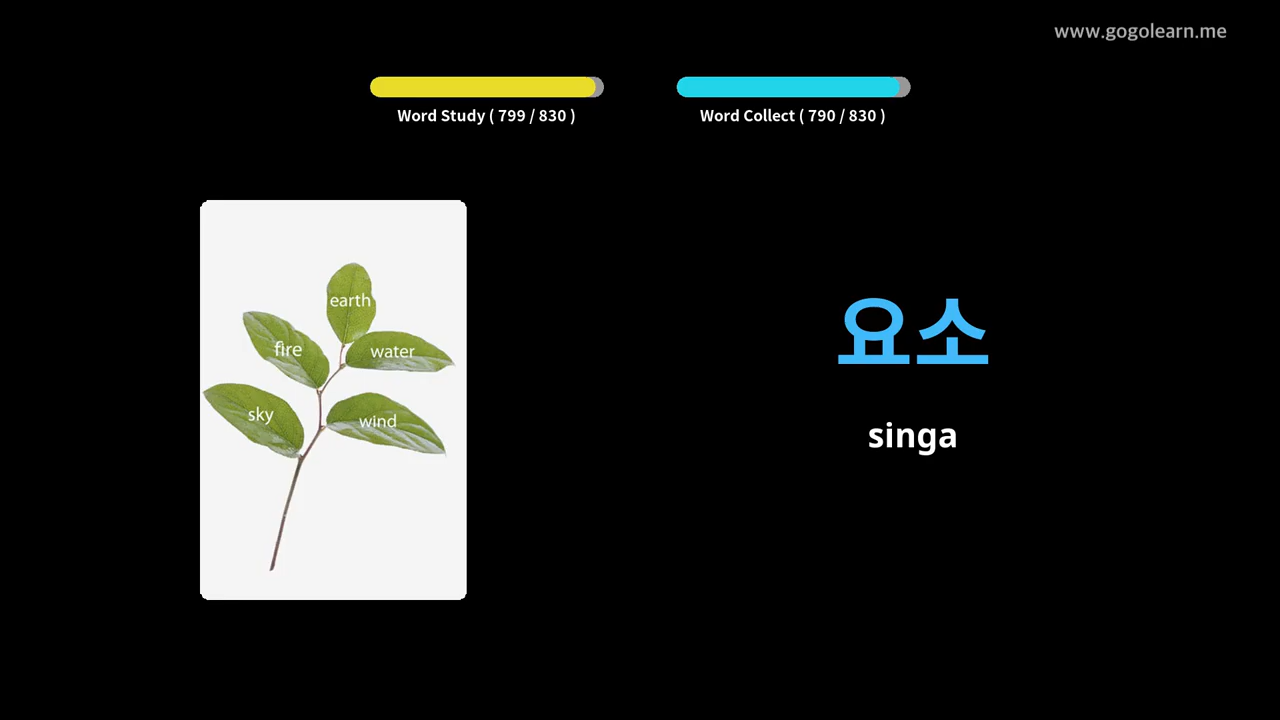 www.gogolearn.me
Word Study ( 799 / 830 )
Word Collect ( 790 / 830 )
earth
fire
water
sky
wind
요소
singa